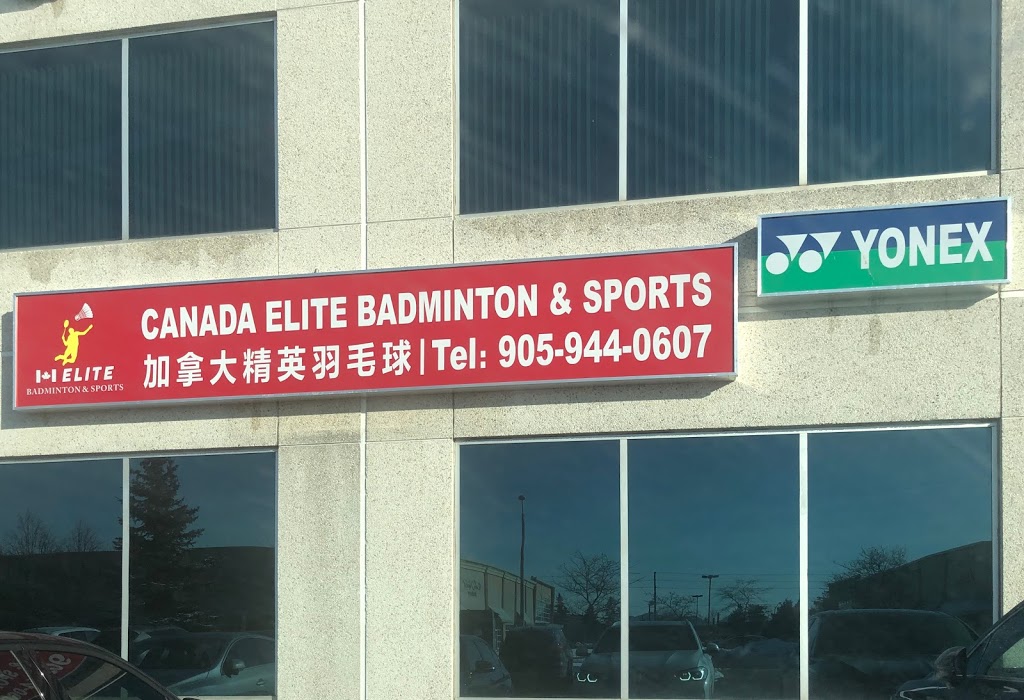 CANADA ELITE BADMINTON & SPORTS
加拿大精英羽毛球 | Tel: 905-944-0607
ELITE
BADMINTON & SPORTS
YONEX